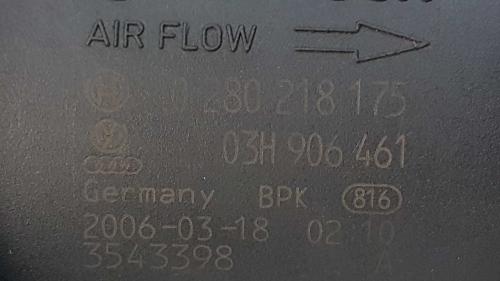 AIR FLOW
0 280 218 175
03H 906 461
Germany BPK 816
2006-03-18 02:10
3543398 A